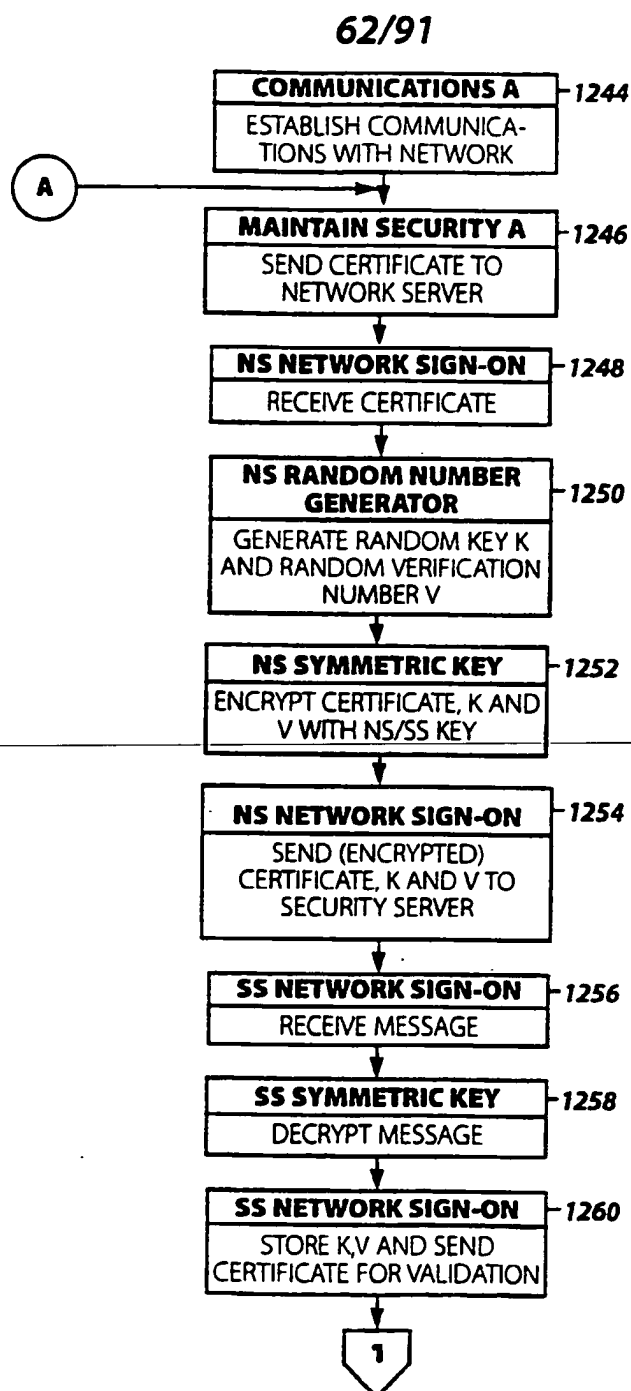 62/91
COMMUNICATIONS A
1244
ESTABLISH COMMUNICA-
TIONS WITH NETWORK
A
MAINTAIN SECURITY A
1246
SEND CERTIFICATE TO
NETWORK SERVER
NS NETWORK SIGN-ON
1248
RECEIVE CERTIFICATE
NS RANDOM NUMBER
GENERATOR
1250
GENERATE RANDOM KEY K
AND RANDOM VERIFICATION
NUMBER V
NS SYMMETRIC KEY
1252
ENCRYPT CERTIFICATE, K AND
V WITH NS/SS KEY
NS NETWORK SIGN-ON
1254
SEND (ENCRYPTED)
CERTIFICATE, K AND V TO
SECURITY SERVER
SS NETWORK SIGN-ON
1256
RECEIVE MESSAGE
SS SYMMETRIC KEY
1258
DECRYPT MESSAGE
SS NETWORK SIGN-ON
1260
STORE K,V AND SEND
CERTIFICATE FOR VALIDATION
1